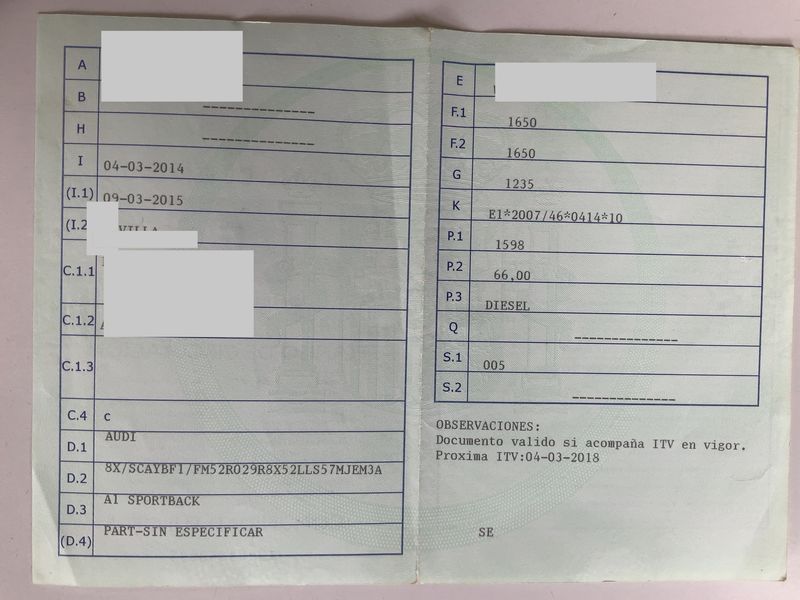 A
B
--------------
H
--------------
I 04-03-2014
(I.1) 09-03-2015
C.1.1
C.1.2
C.1.3
C.4 c
D.1 AUDI
D.2 8X/SCAYBF1/FM52R029R8X52LLS57MJEM3A
D.3 A1 SPORTBACK
(D.4) PART-SIN ESPECIFICAR
E
F.1 1650
F.2 1650
G 1235
K E1*2007/46*0414*10
P.1 1598
P.2 66,00
P.3 DIESEL
Q -------------
S.1 005
S.2 -------------
OBSERVACIONES:
Documento valido si acompaña ITV en vigor.
Proxima ITV:04-03-2018
SE